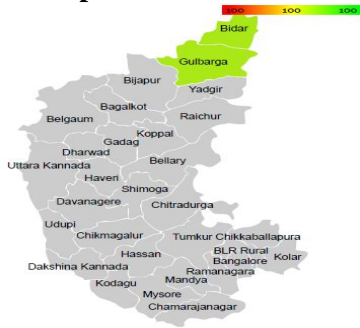 100 100 100
Bidar
Gulbarga
Bijapur
Yadgir
Bagalkot
Raichur
Belgaum
Koppal
Gadag
Dharwad
Bellary
Uttara Kannada
Haveri
Shimoga
Davanagere
Chitradurga
Udupi
Chikmagalur
Tumkur Chikkaballapura
Hassan
BLR Rural
Kolar
Bangalore
Dakshina Kannada
Ramanagara
Kodagu
Mandya
Mysore
Chamarajanagar